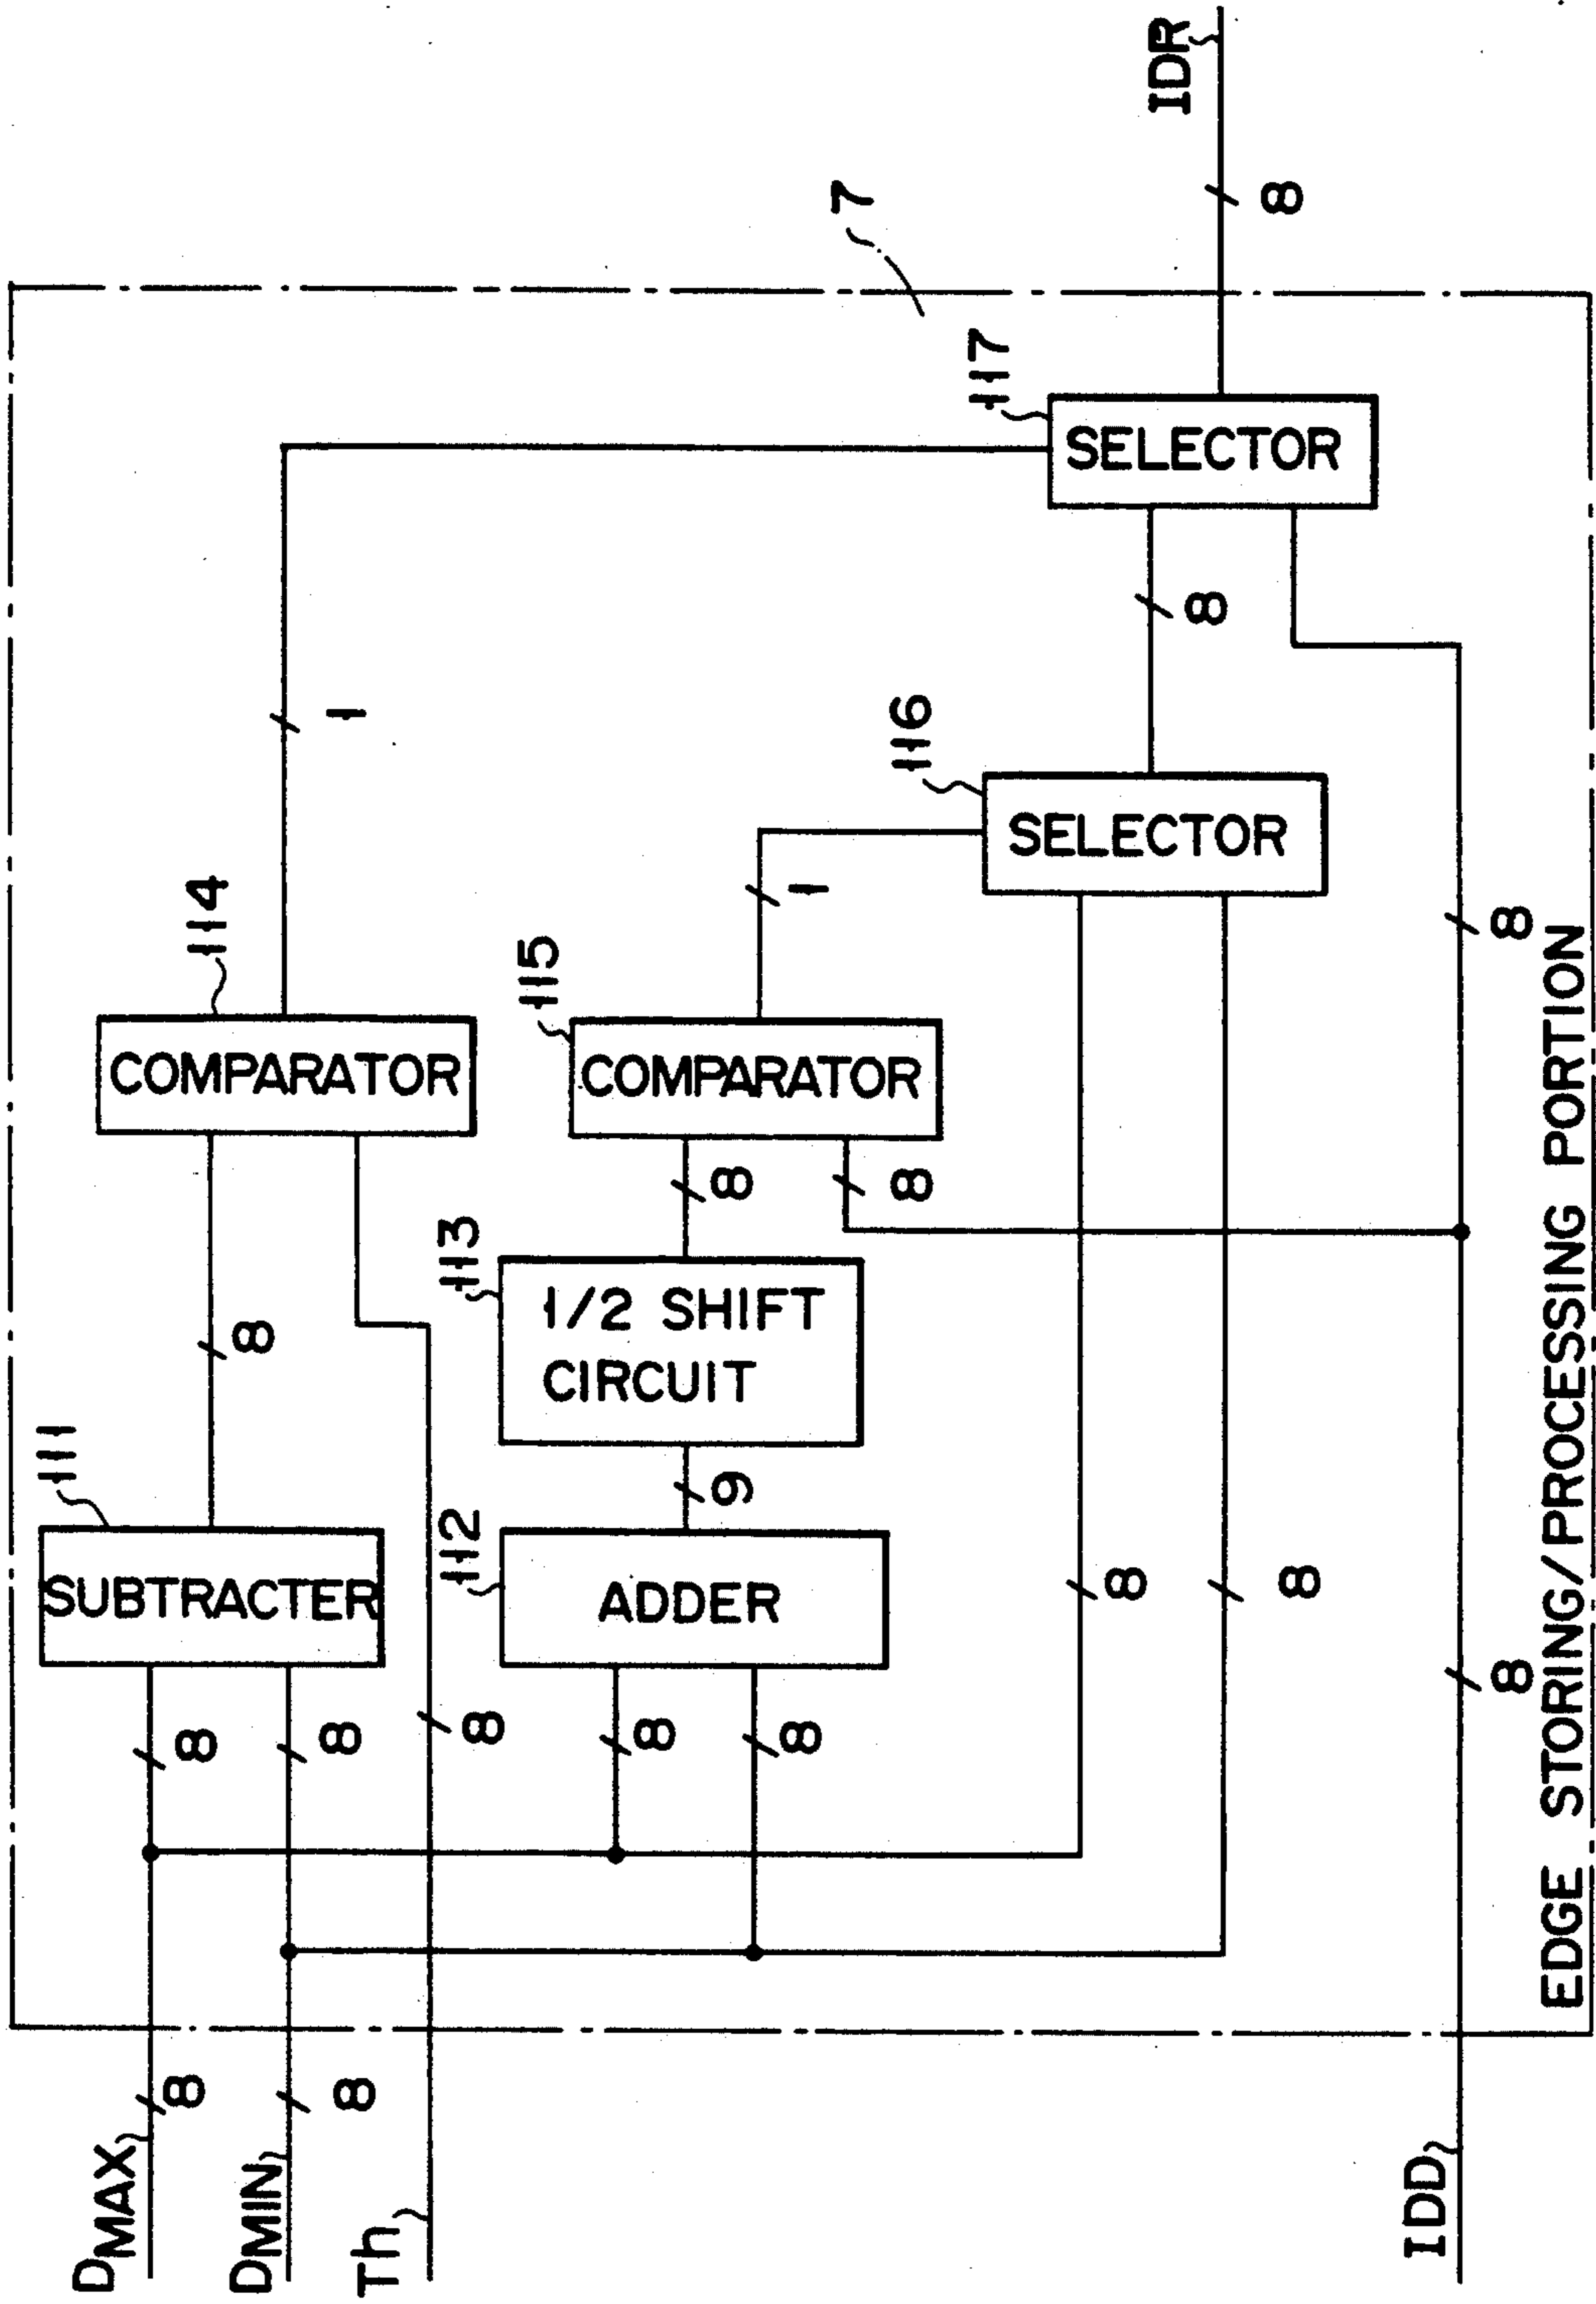 D_MAX
8
8
8
SUBTRACTER
111
8
COMPARATOR
114
1
7
D_MIN
8
8
Th
8
112
ADDER
9
113
1/2 SHIFT
CIRCUIT
8
8
115
COMPARATOR
1
116
SELECTOR
8
117
SELECTOR
8
IDR
8
8
8
IDD
8
8
EDGE STORING/PROCESSING PORTION